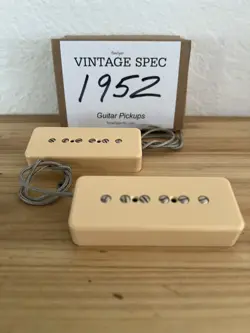 VINTAGE SPEC
1952
Guitar Pickups